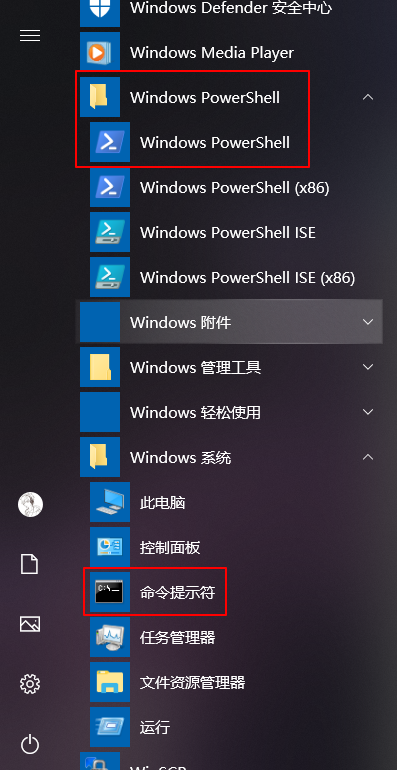 Windows Defender 安全中心
Windows Media Player
Windows PowerShell
Windows PowerShell
Windows PowerShell (x86)
Windows PowerShell ISE
Windows PowerShell ISE (x86)
Windows 附件
Windows 管理工具
Windows 轻松使用
Windows 系统
此电脑
控制面板
C:\
命令提示符
任务管理器
文件资源管理器
运行
WinSCP